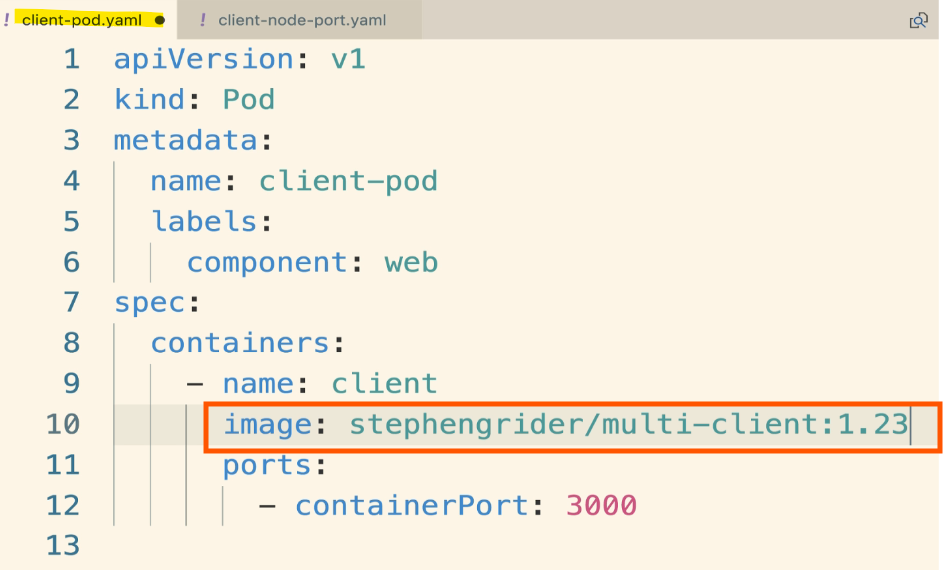 ! client-pod.yaml ● ! client-node-port.yaml
1 apiVersion: v1
2 kind: Pod
3 metadata:
4   name: client-pod
5   labels:
6     component: web
7 spec:
8   containers:
9     - name: client
10       image: stephengrider/multi-client:1.23
11       ports:
12         - containerPort: 3000
13